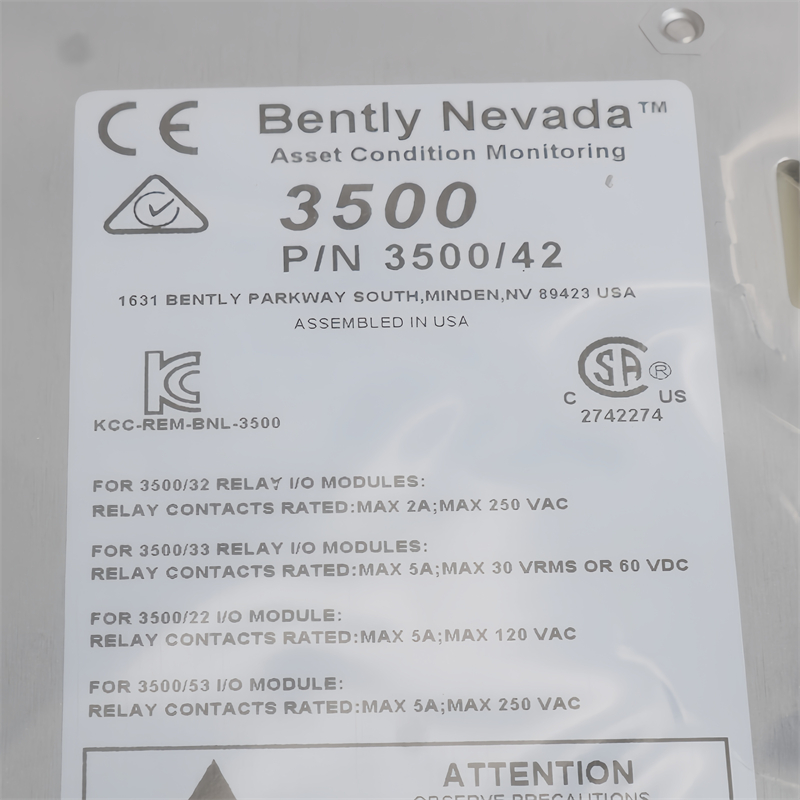 CE Bently Nevada™
Asset Condition Monitoring
3500
P/N 3500/42
1631 BENTLY PARKWAY SOUTH,MINDEN,NV 89423 USA
ASSEMBLED IN USA
KC
SA ®
C US
KCC-REM-BNL-3500
2742274
FOR 3500/32 RELAY I/O MODULES:
RELAY CONTACTS RATED:MAX 2A;MAX 250 VAC
FOR 3500/33 RELAY I/O MODULES:
RELAY CONTACTS RATED:MAX 5A;MAX 30 VRMS OR 60 VDC
FOR 3500/22 I/O MODULE:
RELAY CONTACTS RATED:MAX 5A;MAX 120 VAC
FOR 3500/53 I/O MODULE:
RELAY CONTACTS RATED:MAX 5A;MAX 250 VAC
ATTENTION
OBSERVE PRECAUTIONS